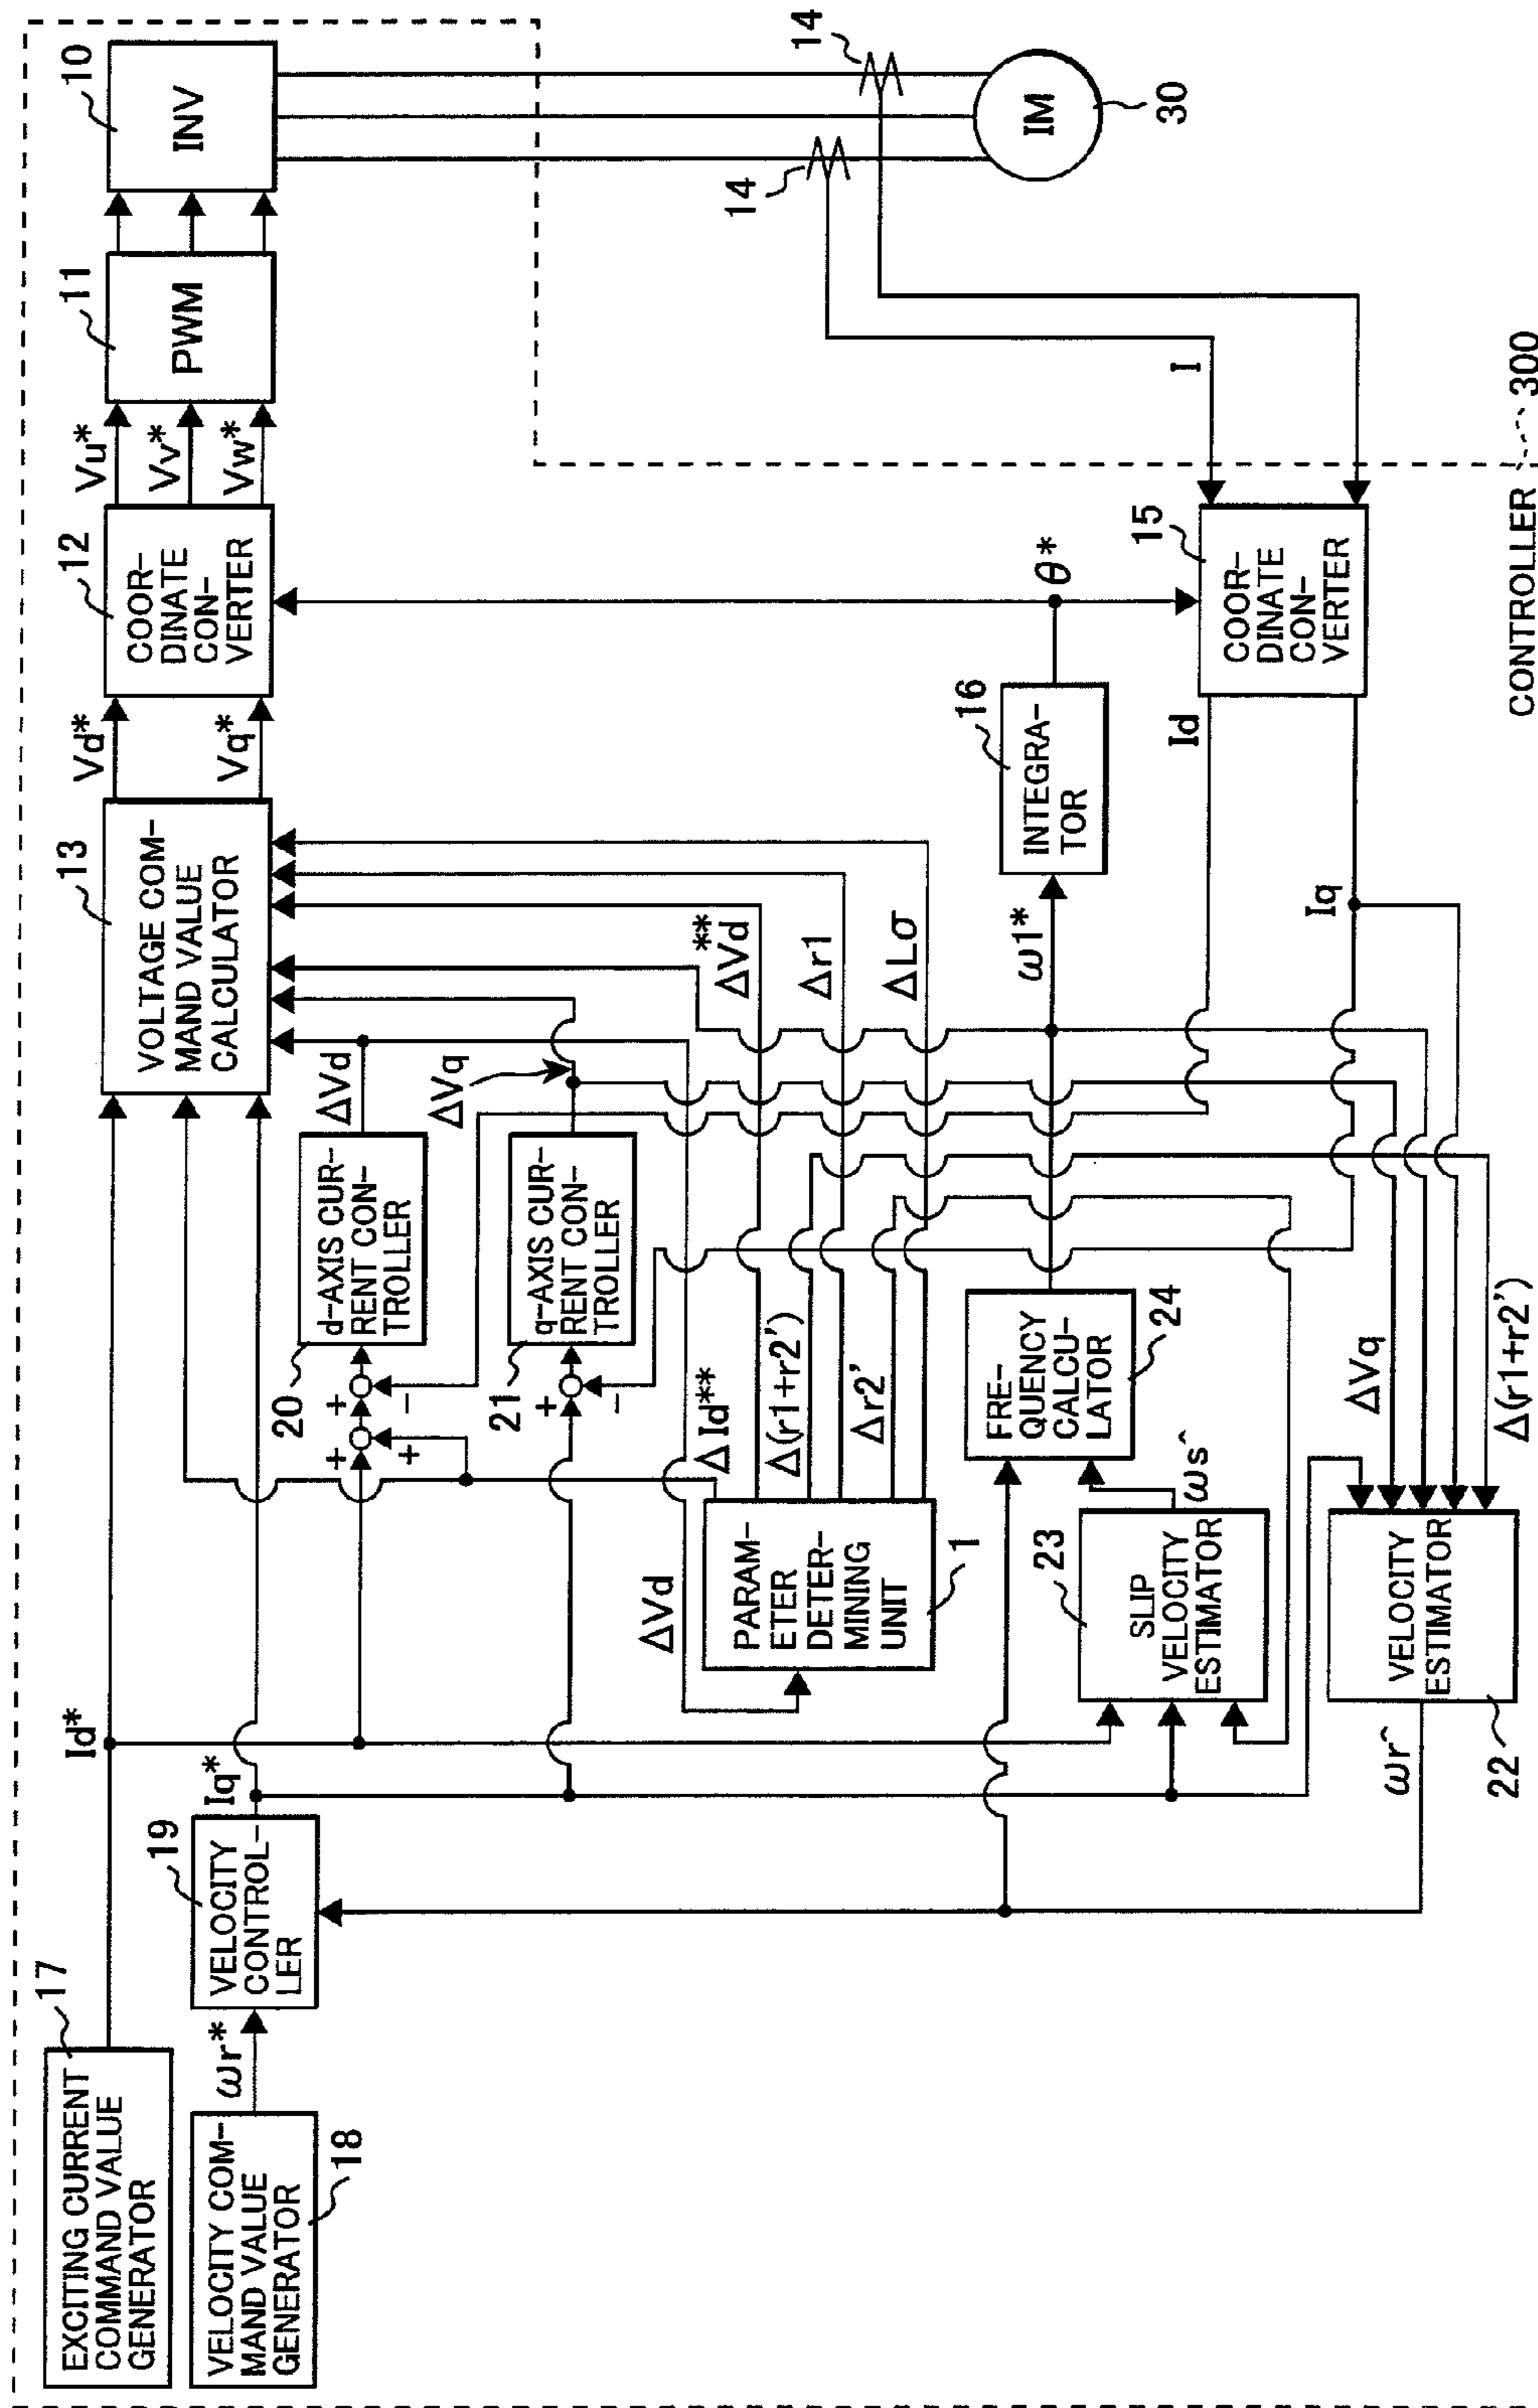 17
EXCITING CURRENT
COMMAND VALUE
GENERATOR
VELOCITY COM-
MAND VALUE
GENERATOR
18
ωr*
19
VELOCITY
CONTROL-
LER
Id*
Iq*
20
d-AXIS CUR-
RENT CON-
TROLLER
+
+
+
-
21
q-AXIS CUR-
RENT CON-
TROLLER
+
-
ΔVd
ΔVq
13
VOLTAGE COM-
MAND VALUE
CALCULATOR
Vd*
Vq*
12
COOR-
DINATE
CON-
VERTER
Vu*
Vv*
Vw*
11
PWM
10
INV
14
14
IM
30
ΔVd
PARAM-
ETER
DETER-
MINING
UNIT
1
ΔId**
Δ(r1+r2')
Δr2'
**
ΔVd
Δr1
ΔLσ
FRE-
QUENCY
CALCU-
LATOR
24
ω1*
16
INTEGRA-
TOR
θ*
23
SLIP
VELOCITY
ESTIMATOR
ωs^
VELOCITY
ESTIMATOR
22
ωr^
ΔVq
Δ(r1+r2')
Id
Iq
15
COOR-
DINATE
CON-
VERTER
I
CONTROLLER
300